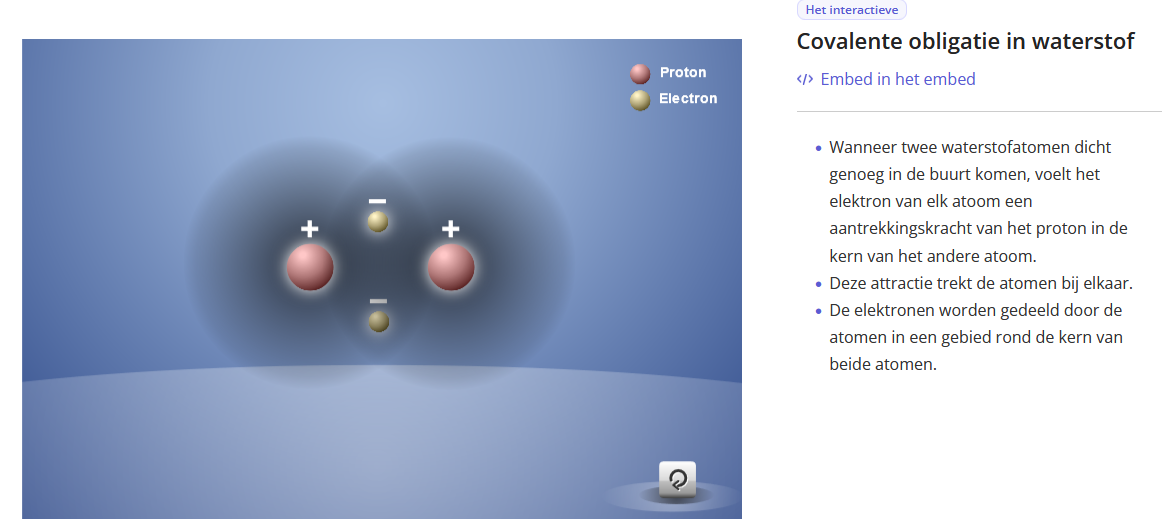 Het interactieve
Covalente obligatie in waterstof
</> Embed in het embed
Proton
Electron
+
−
+
−
Wanneer twee waterstofatomen dicht
genoeg in de buurt komen, voelt het
elektron van elk atoom een
aantrekkingskracht van het proton in de
kern van het andere atoom.
Deze attractie trekt de atomen bij elkaar.
De elektronen worden gedeeld door de
atomen in een gebied rond de kern van
beide atomen.